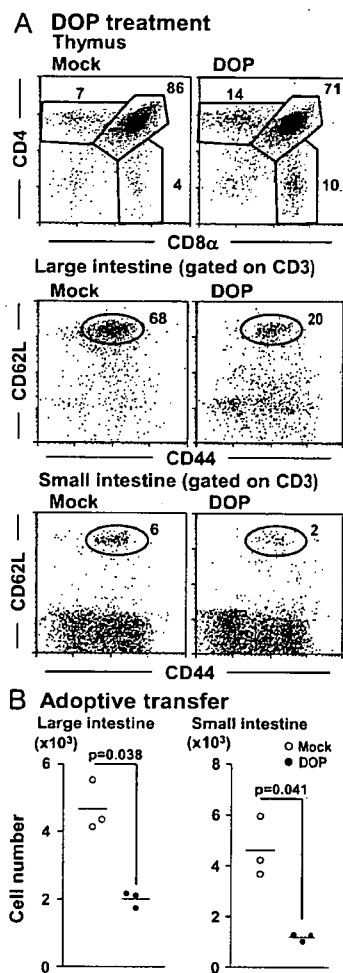 A DOP treatment
Thymus
Mock DOP
7 86 14 71
4 10
CD4
CD8α
Large intestine (gated on CD3)
Mock DOP
68 20
CD62L
CD44
Small intestine (gated on CD3)
Mock DOP
6 2
CD62L
CD44
B Adoptive transfer
Large intestine Small intestine
(x10³) (x10³) Mock
DOP
p=0.038 p=0.041
6 8
4 6
2 4
0 2
0
Cell number